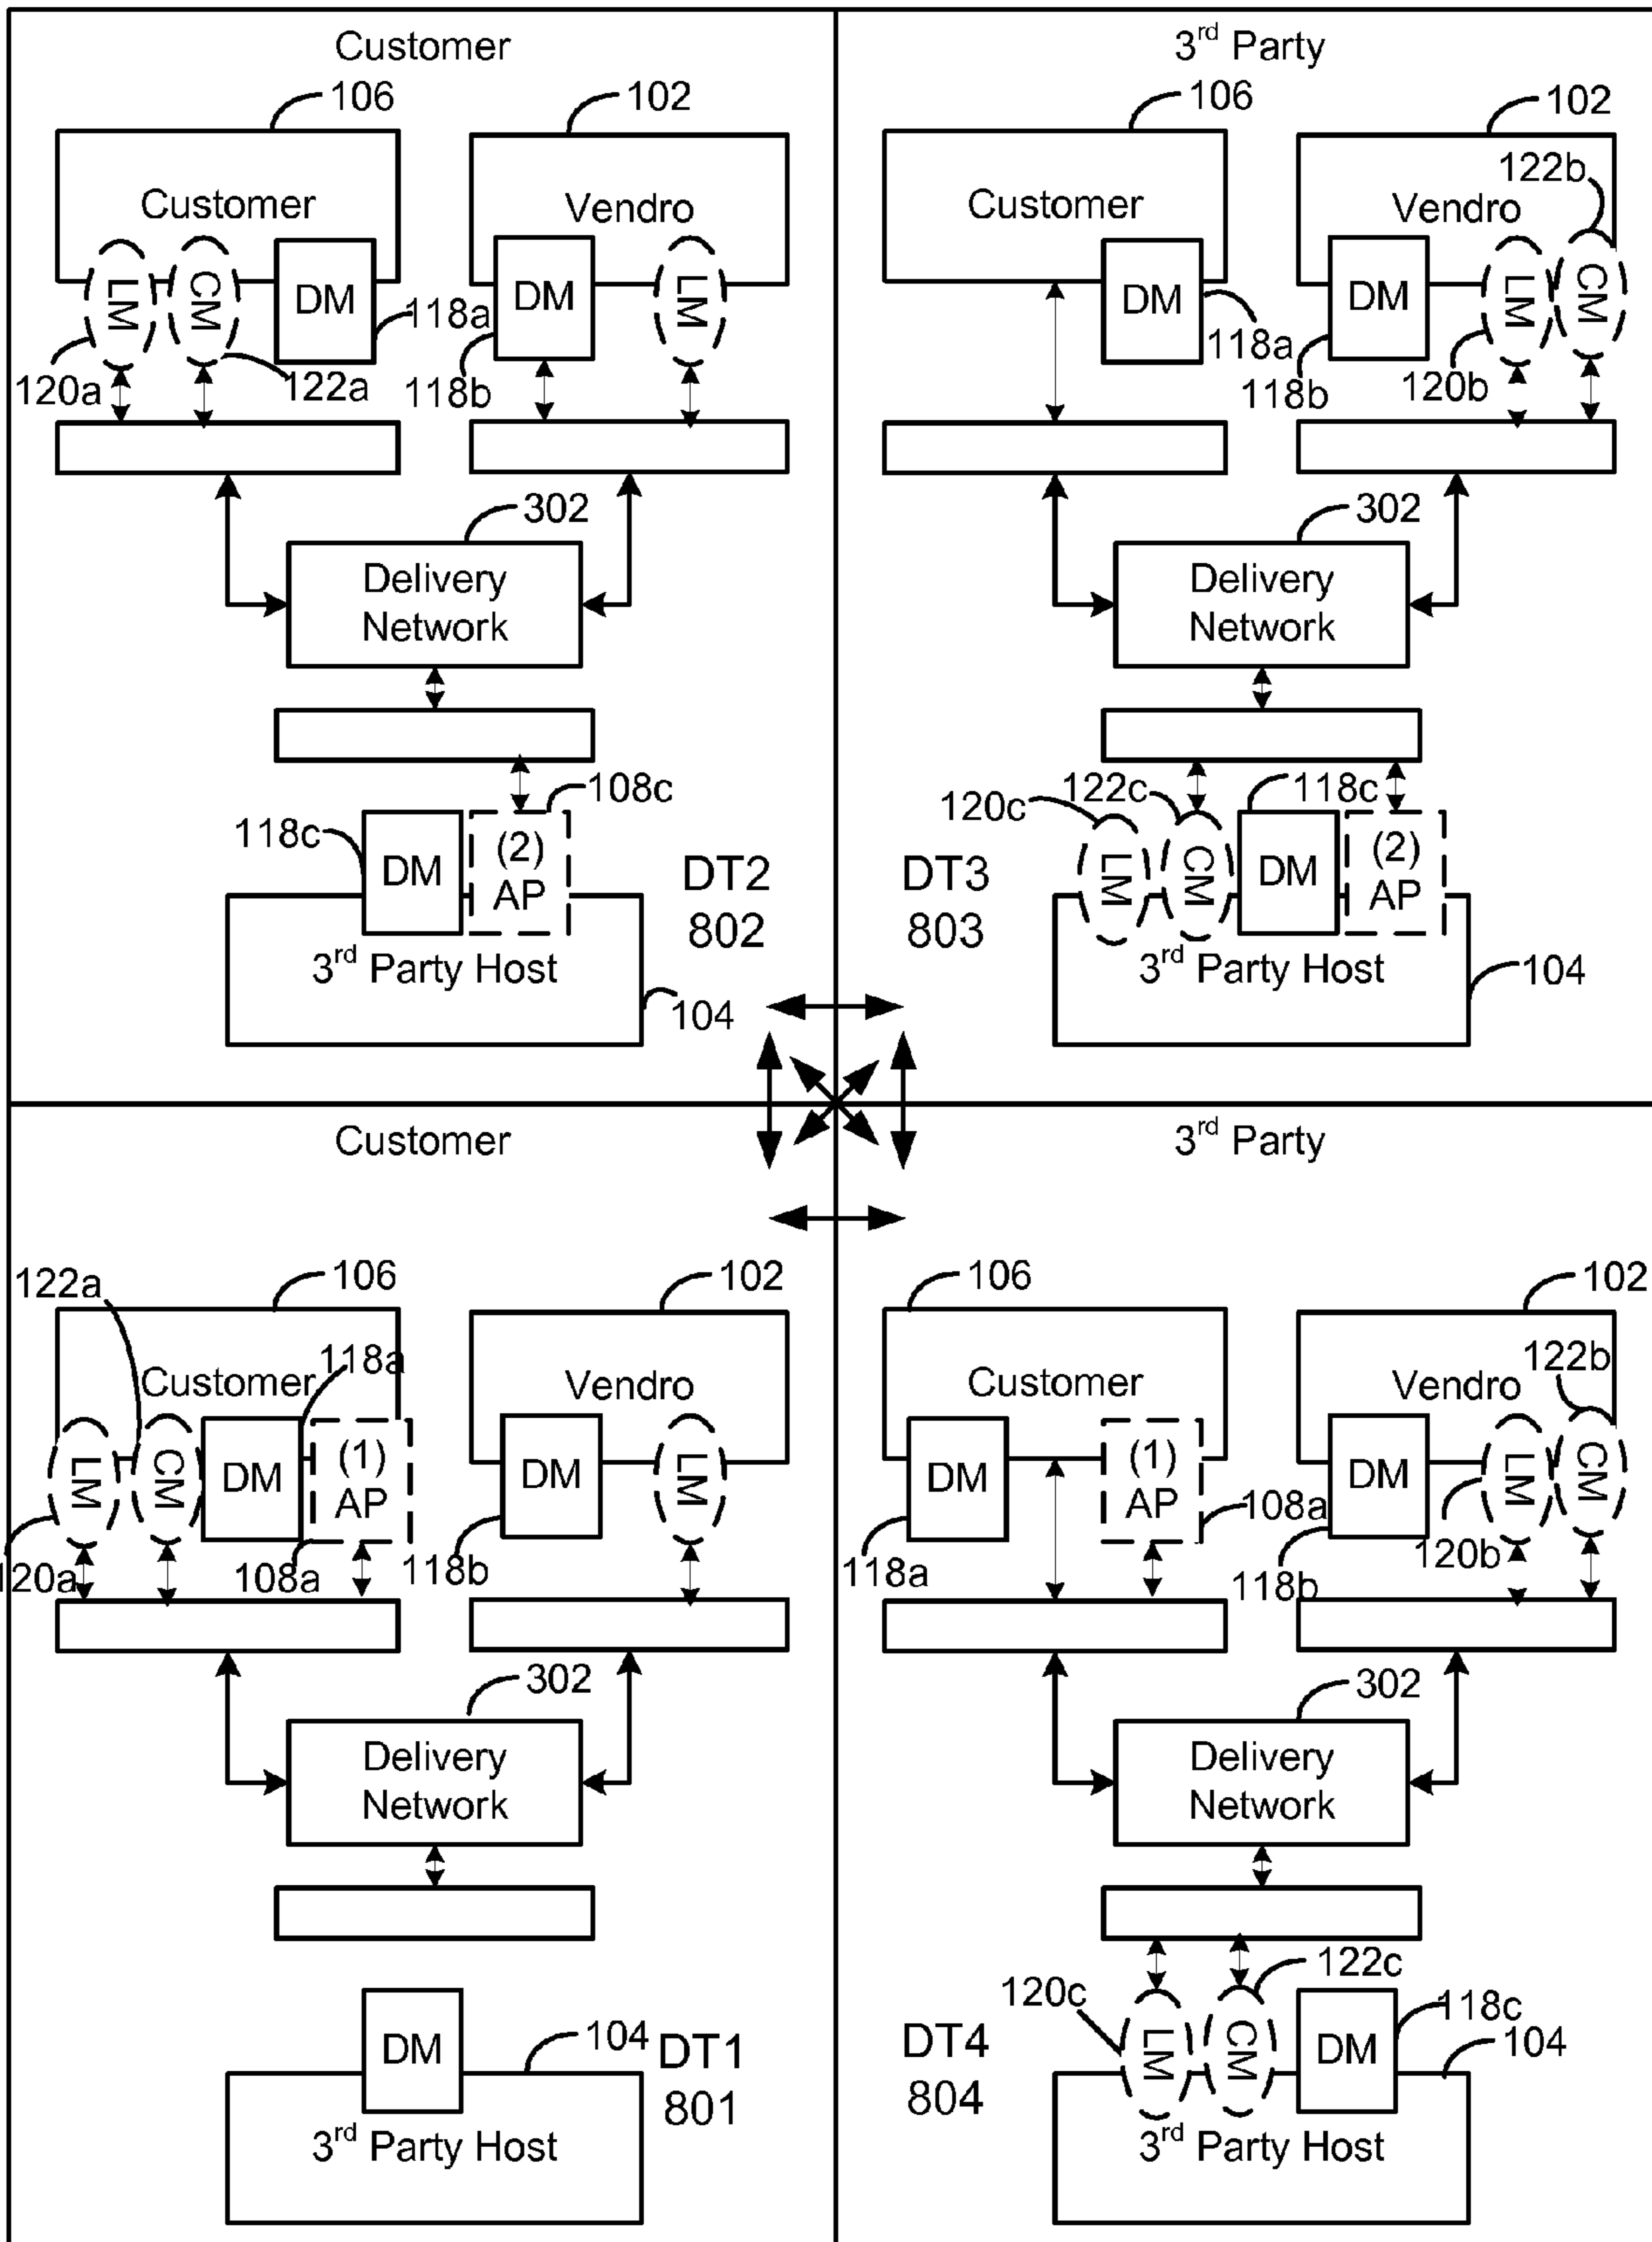 Customer
106
102
Customer
Vendro
LM
CM
DM
118a
DM
LM
120a
122a
118b
302
Delivery
Network
108c
118c
DM
(2)
AP
DT2
802
3rd Party Host
104
3rd Party
106
102
122b
Customer
Vendro
DM
118a
DM
LM
CM
118b
120b
302
Delivery
Network
120c
122c
118c
LM
CM
DM
(2)
AP
DT3
803
3rd Party Host
104
Customer
122a
106
102
118a
Customer
Vendro
LM
CM
DM
(1)
AP
DM
LM
120a
108a
118b
302
Delivery
Network
DM
104
DT1
801
3rd Party Host
3rd Party
106
102
122b
Customer
Vendro
DM
(1)
AP
108a
DM
LM
CM
118a
118b
120b
302
Delivery
Network
120c
122c
118c
LM
CM
DM
104
DT4
804
3rd Party Host